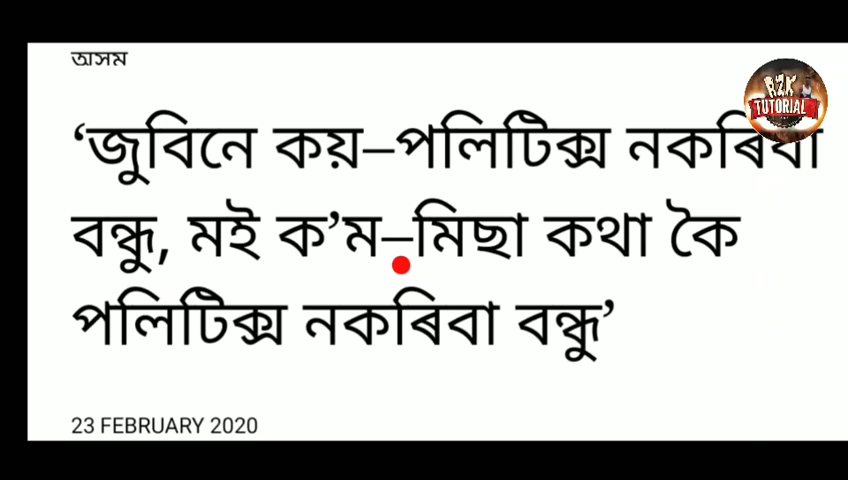 অসম
‘জুবিনে কয়–পলিটিক্স নকৰিবা
বন্ধু, মই ক’ম–মিছা কথা কৈ
পলিটিক্স নকৰিবা বন্ধু’
23 FEBRUARY 2020
RZK
TUTORIAL